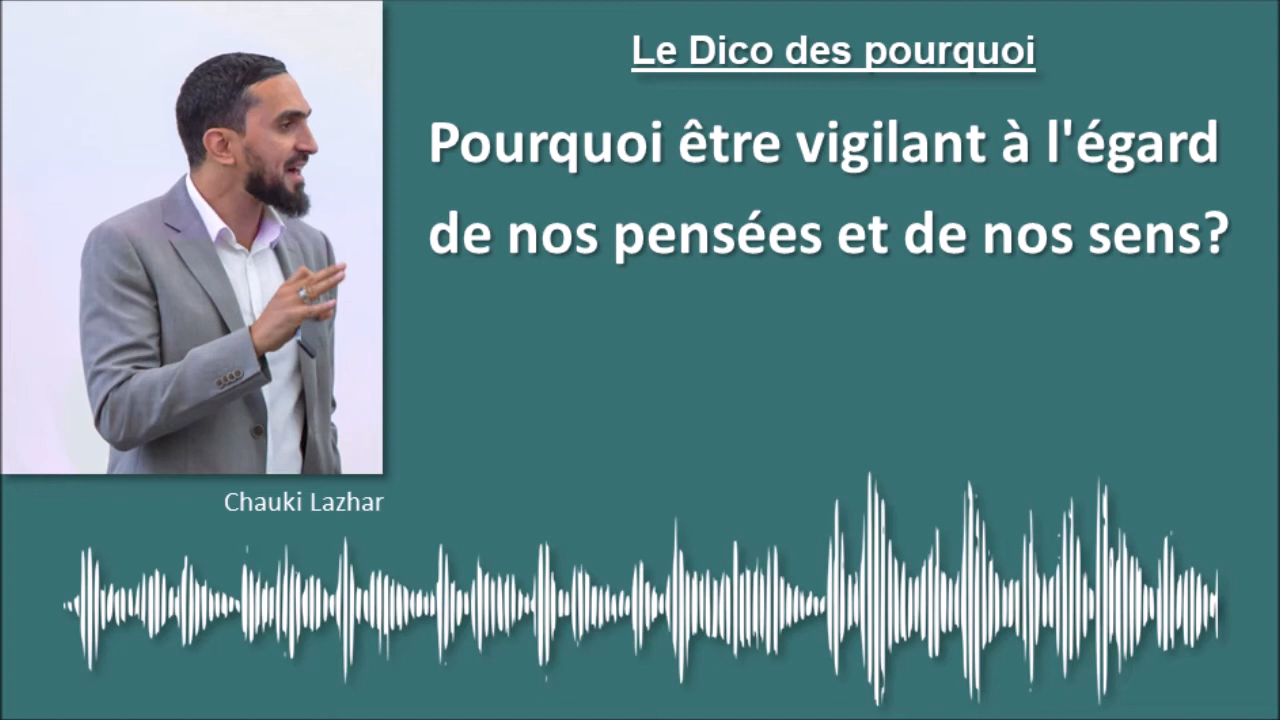 Le Dico des pourquoi
Pourquoi être vigilant à l'égard
de nos pensées et de nos sens?
Chauki Lazhar